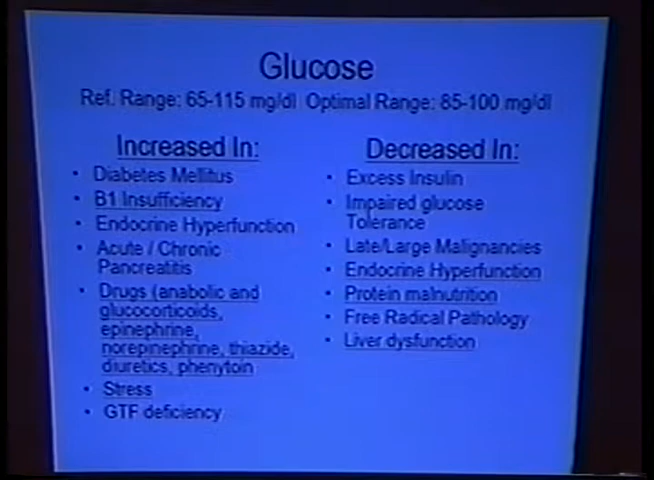 Glucose
Ref. Range: 65-115 mg/dl Optimal Range: 85-100 mg/dl
Increased In:
• Diabetes Mellitus
• B1 Insufficiency
• Endocrine Hyperfunction
• Acute / Chronic
Pancreatitis
• Drugs (anabolic and
glucocorticoids,
epinephrine,
norepinephrine, thiazide,
diuretics, phenytoin
• Stress
• GTF deficiency
Decreased In:
• Excess Insulin
• Impaired glucose
Tolerance
• Late/Large Malignancies
• Endocrine Hyperfunction
• Protein malnutrition
• Free Radical Pathology
• Liver dysfunction